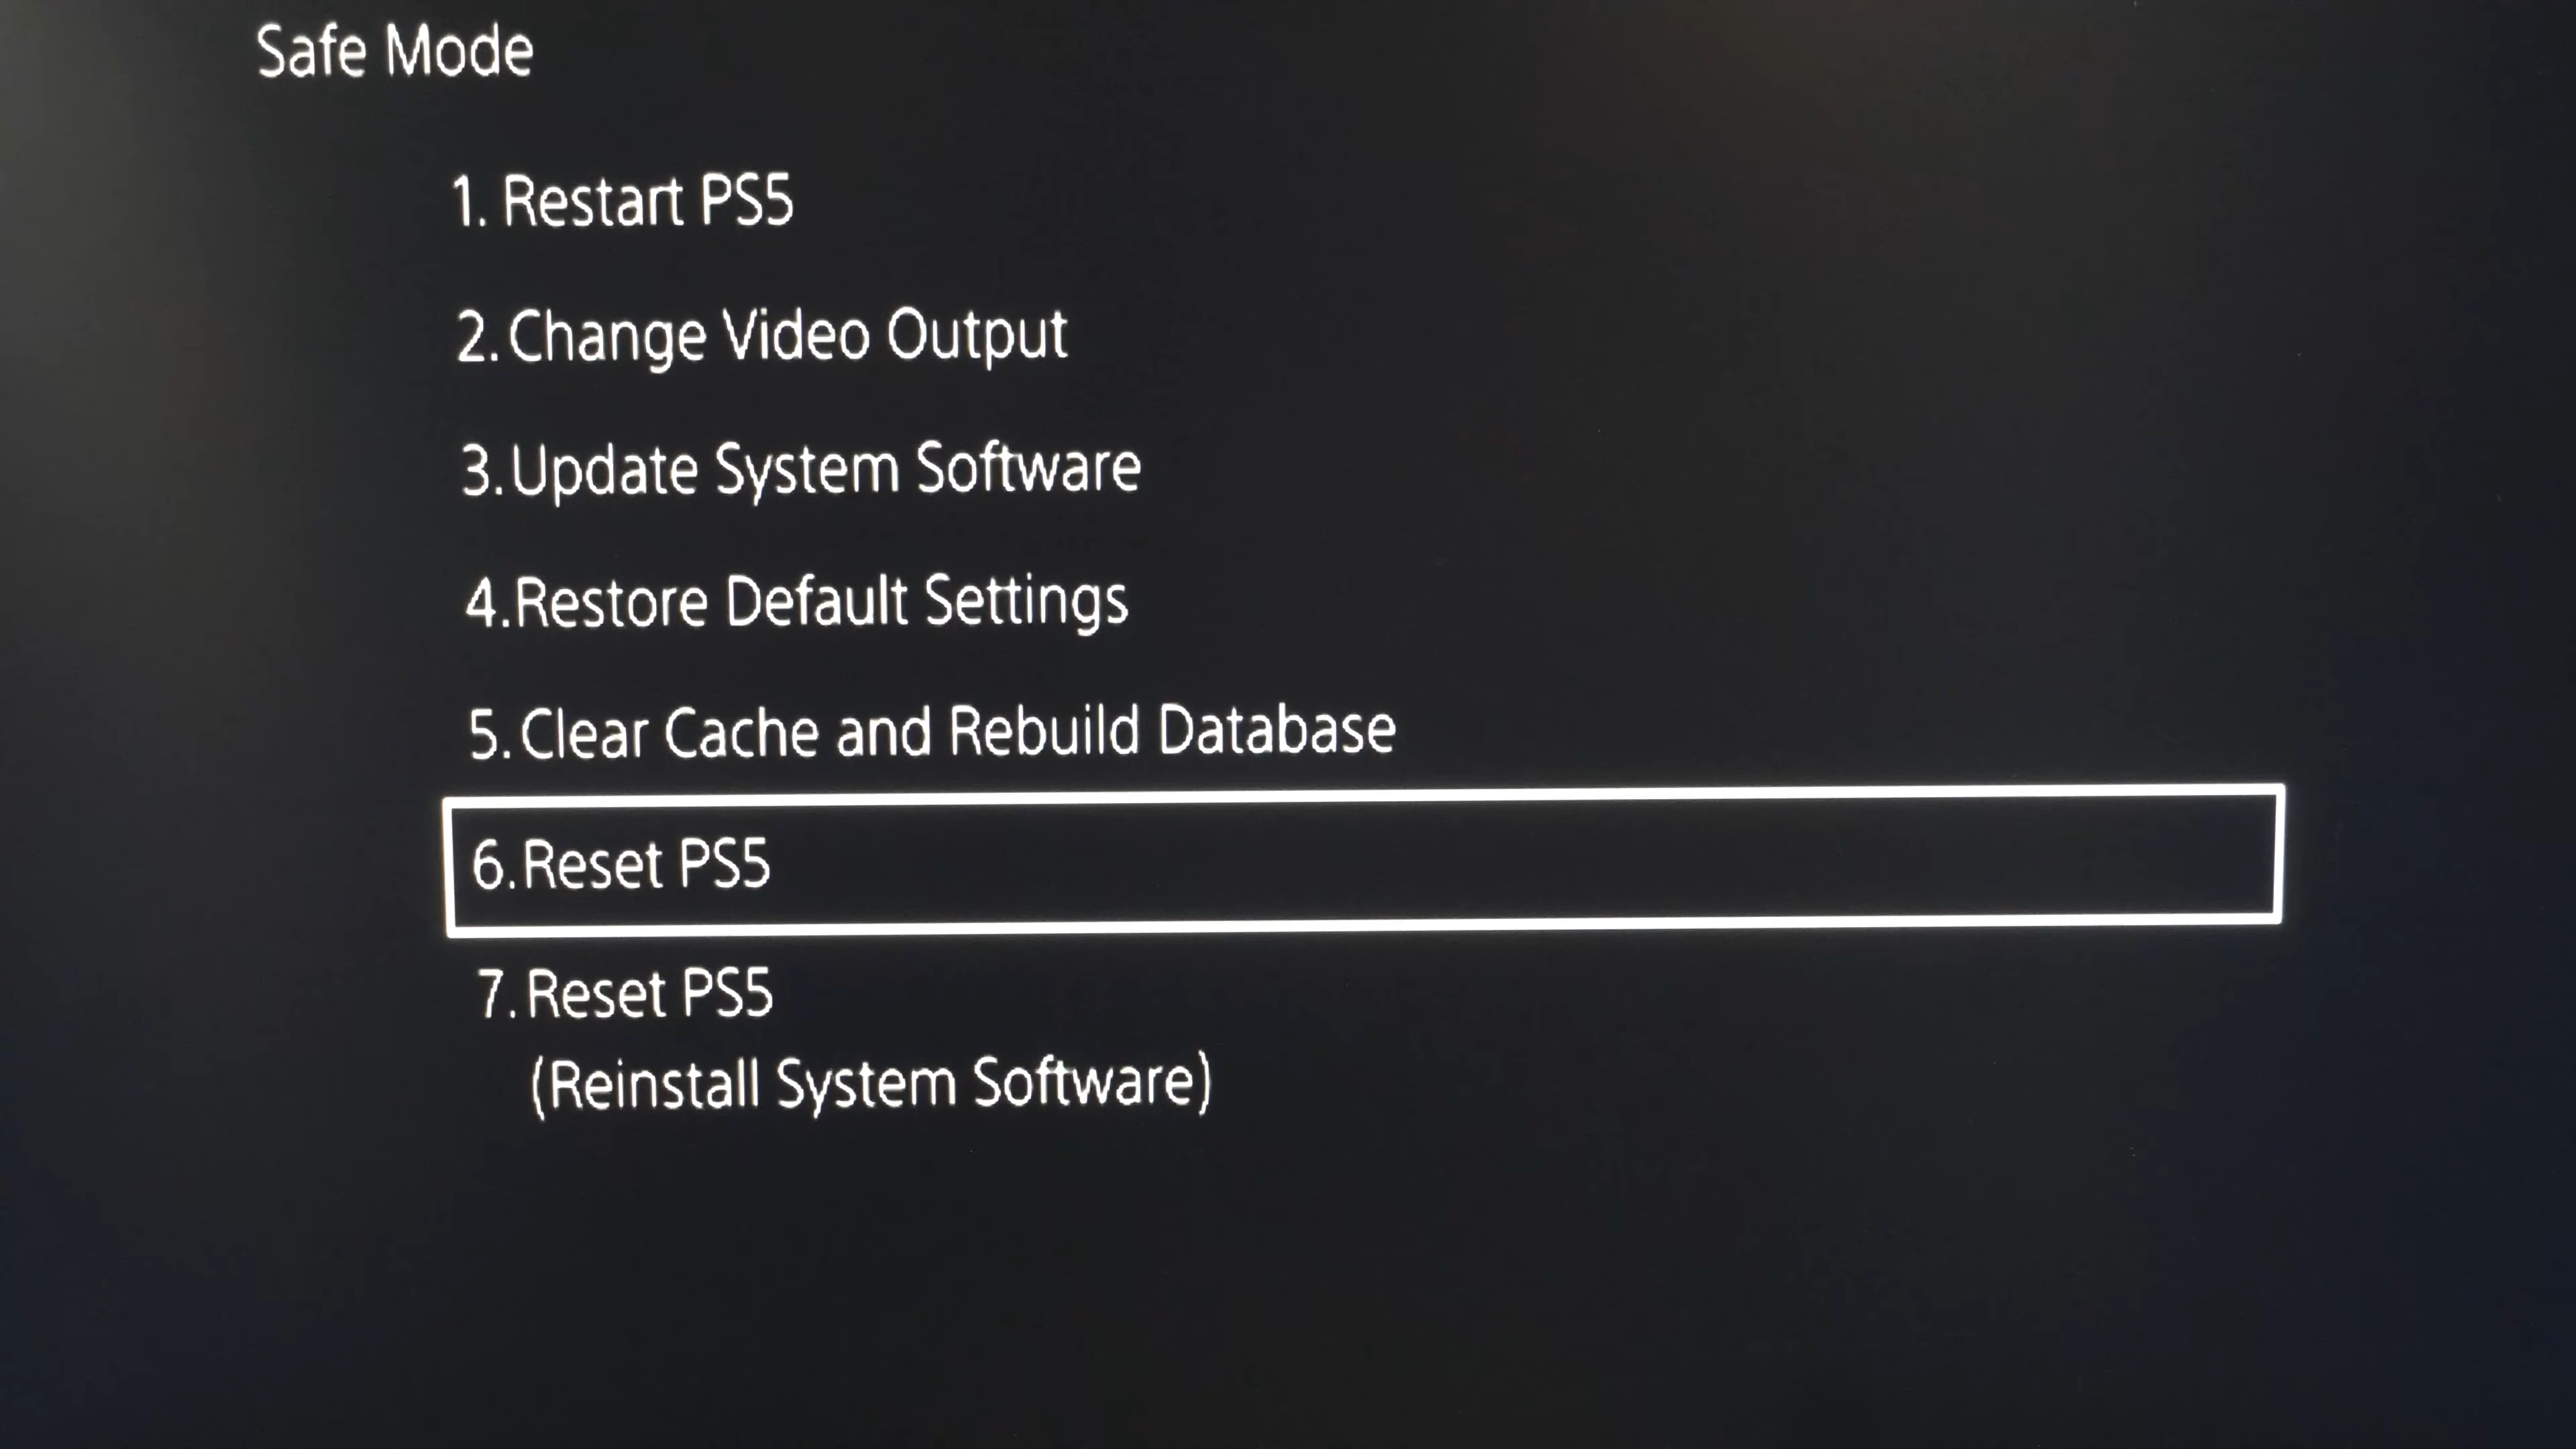 Safe Mode
1. Restart PS5
2. Change Video Output
3. Update System Software
4. Restore Default Settings
5. Clear Cache and Rebuild Database
6. Reset PS5
7. Reset PS5
(Reinstall System Software)